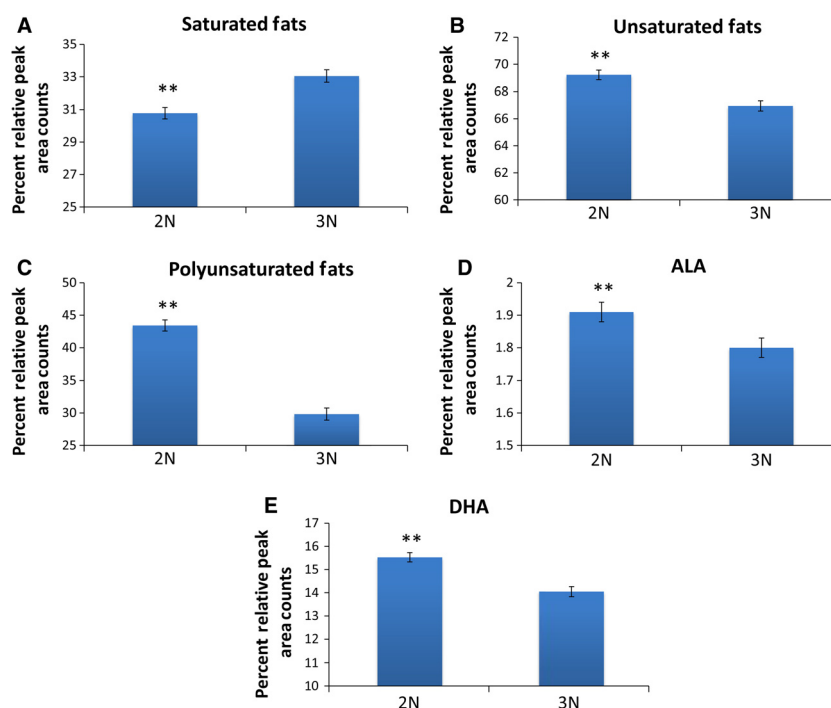 A
Saturated fats
Percent relative peak
area counts
35
33
31
29
27
25
**
2N
3N
B
Unsaturated fats
Percent relative peak
area counts
72
70
68
66
64
62
60
**
2N
3N
C
Polyunsaturated fats
Percent relative peak
area counts
50
45
40
35
30
25
**
2N
3N
D
ALA
Percent relative peak
area counts
2
1.9
1.8
1.7
1.6
1.5
**
2N
3N
E
DHA
Percent relative peak
area counts
17
16
15
14
13
12
11
10
**
2N
3N